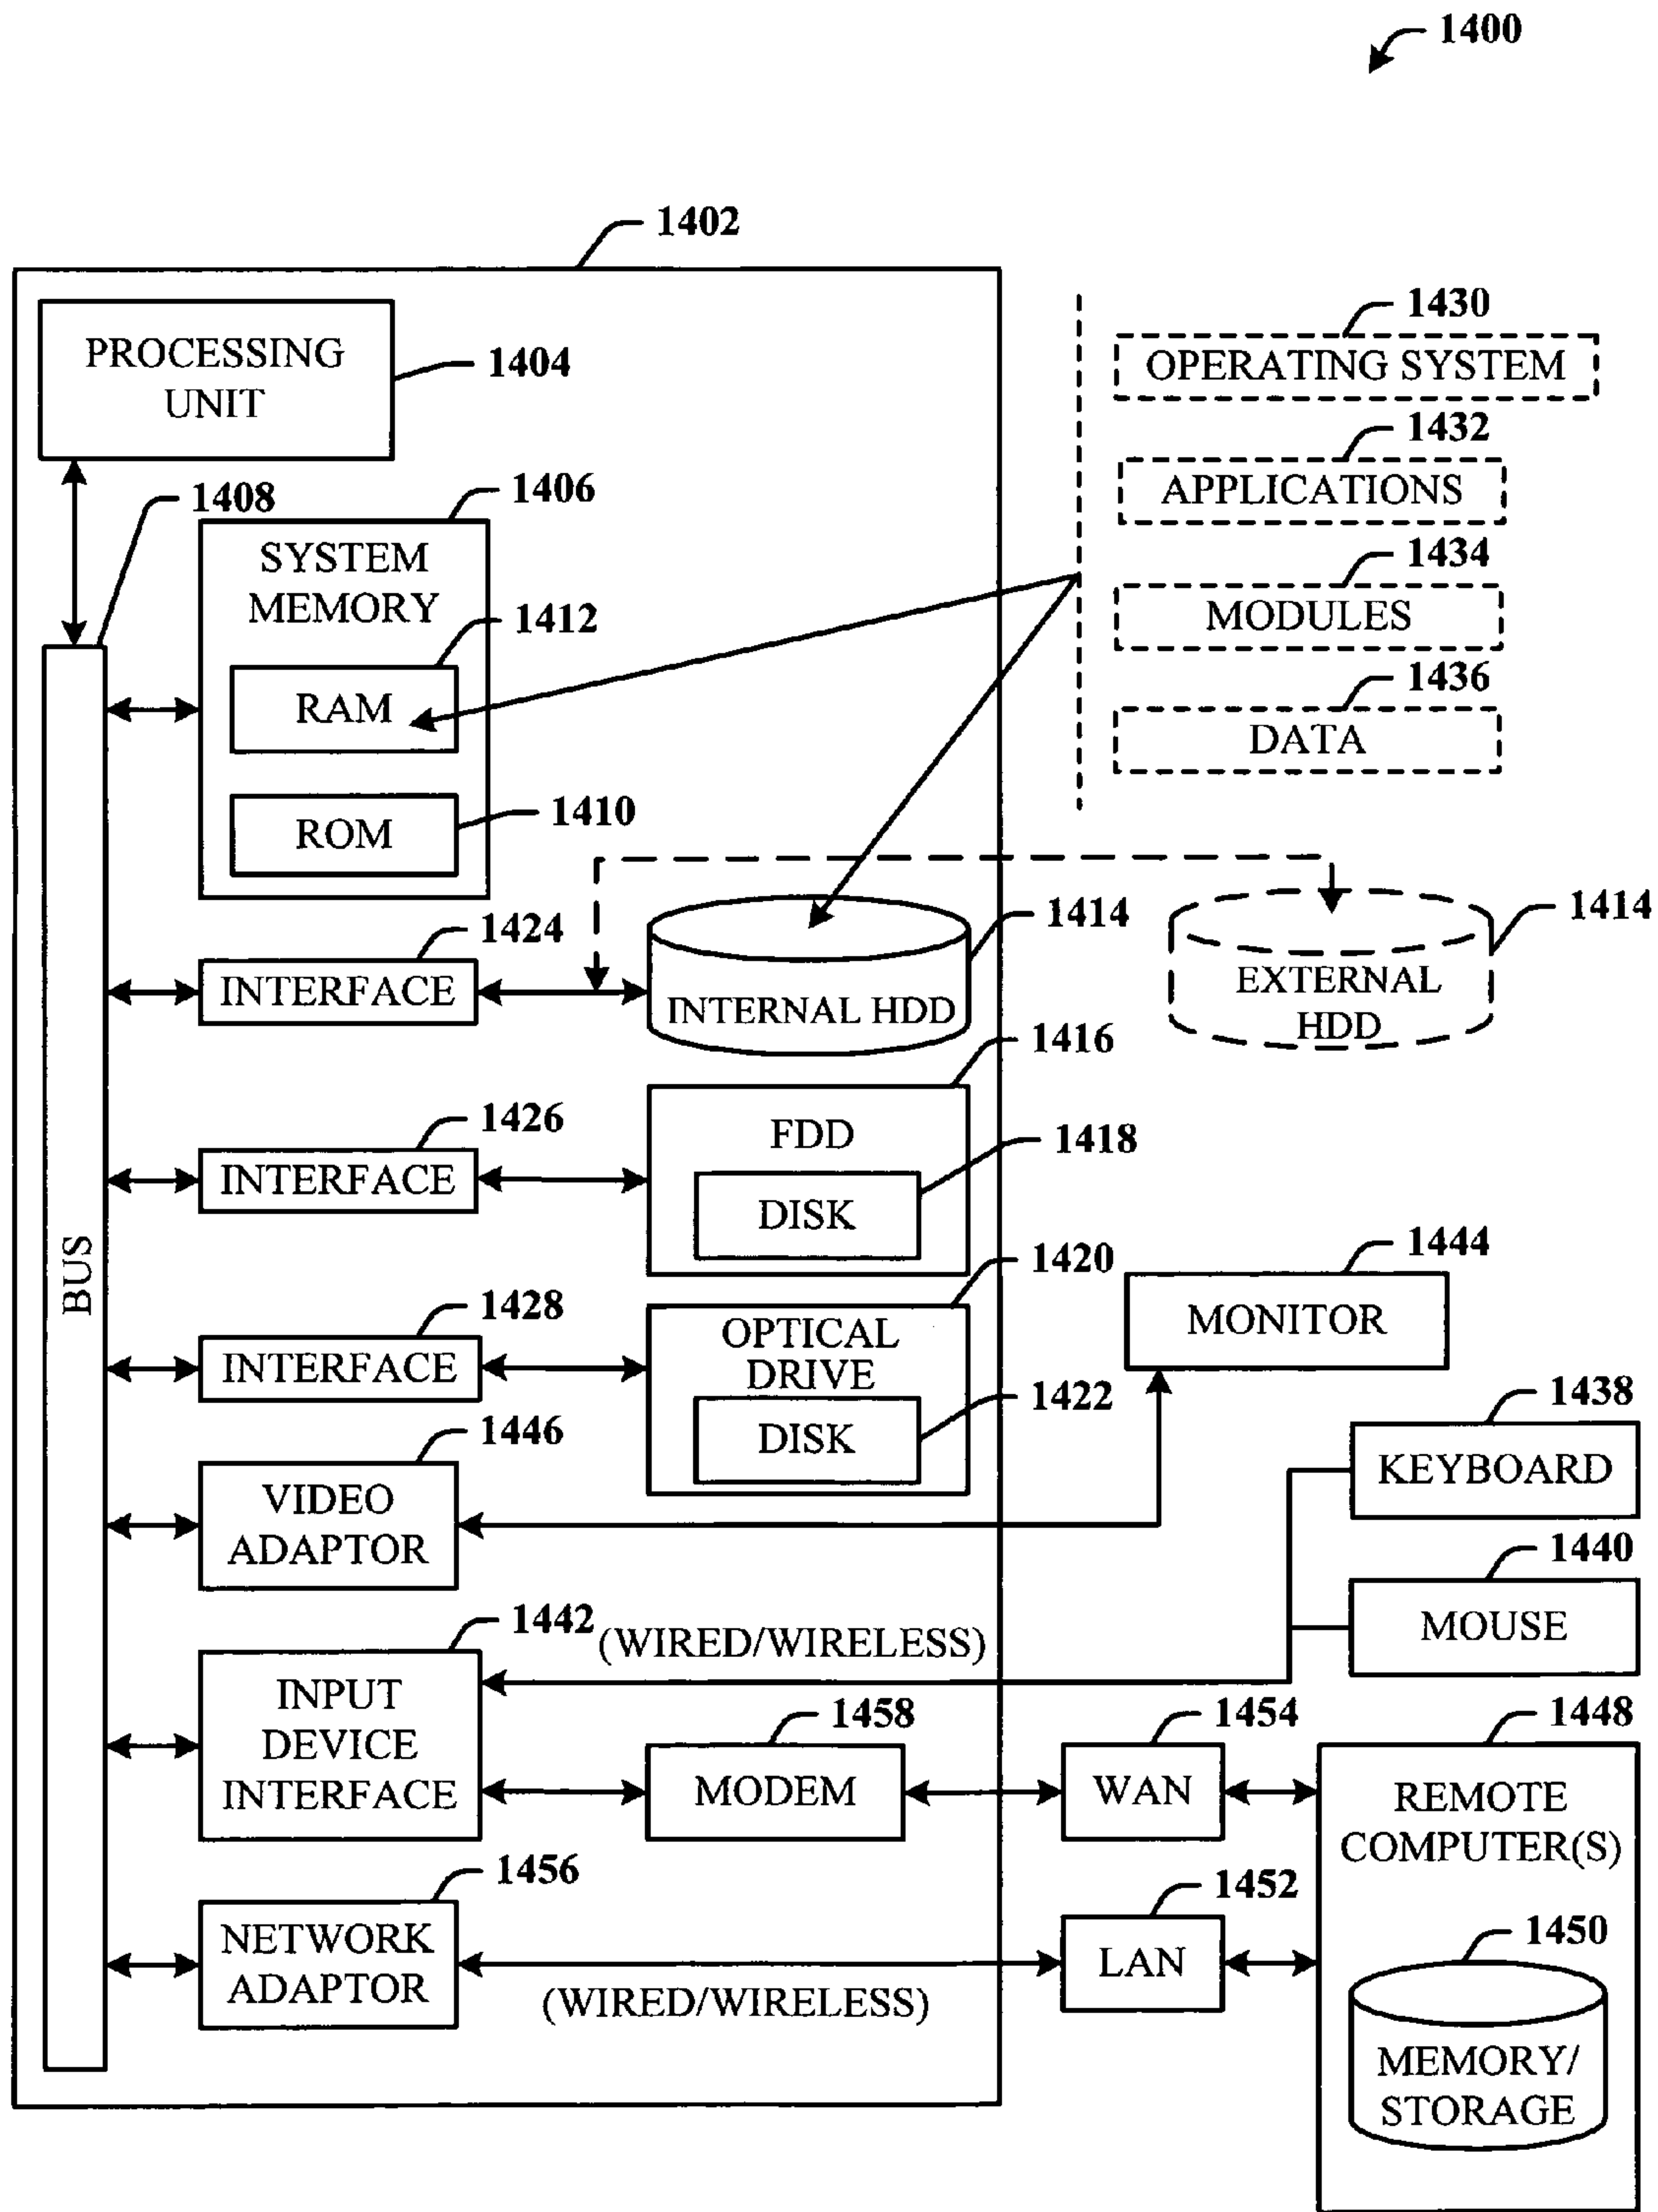 1400
1402
PROCESSING
UNIT
1404
1430
OPERATING SYSTEM
1432
APPLICATIONS
1434
MODULES
1436
DATA
1408
1406
SYSTEM
MEMORY
1412
RAM
1410
ROM
BUS
1424
INTERFACE
1414
INTERNAL HDD
1414
EXTERNAL
HDD
1416
FDD
1426
INTERFACE
1418
DISK
1420
OPTICAL
DRIVE
1428
INTERFACE
1422
DISK
1444
MONITOR
1438
KEYBOARD
1446
VIDEO
ADAPTOR
1440
MOUSE
1442
(WIRED/WIRELESS)
INPUT
DEVICE
INTERFACE
1458
MODEM
1454
WAN
1448
REMOTE
COMPUTER(S)
1456
NETWORK
ADAPTOR
(WIRED/WIRELESS)
1452
LAN
1450
MEMORY/
STORAGE